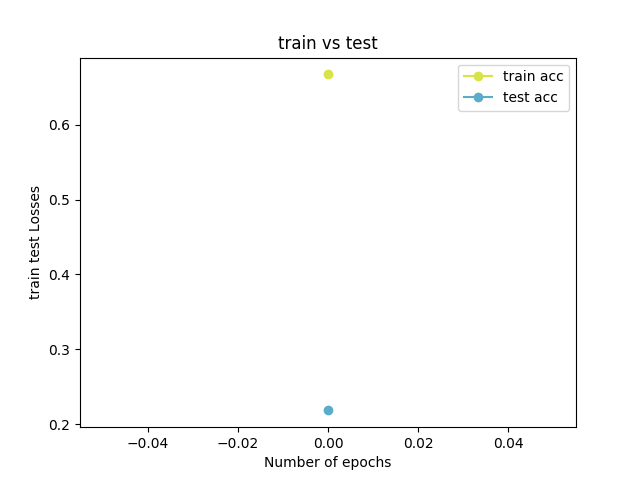 train vs test
train acc
test acc
0.6
0.5
0.4
0.3
0.2
train test Losses
−0.04
−0.02
0.00
0.02
0.04
Number of epochs